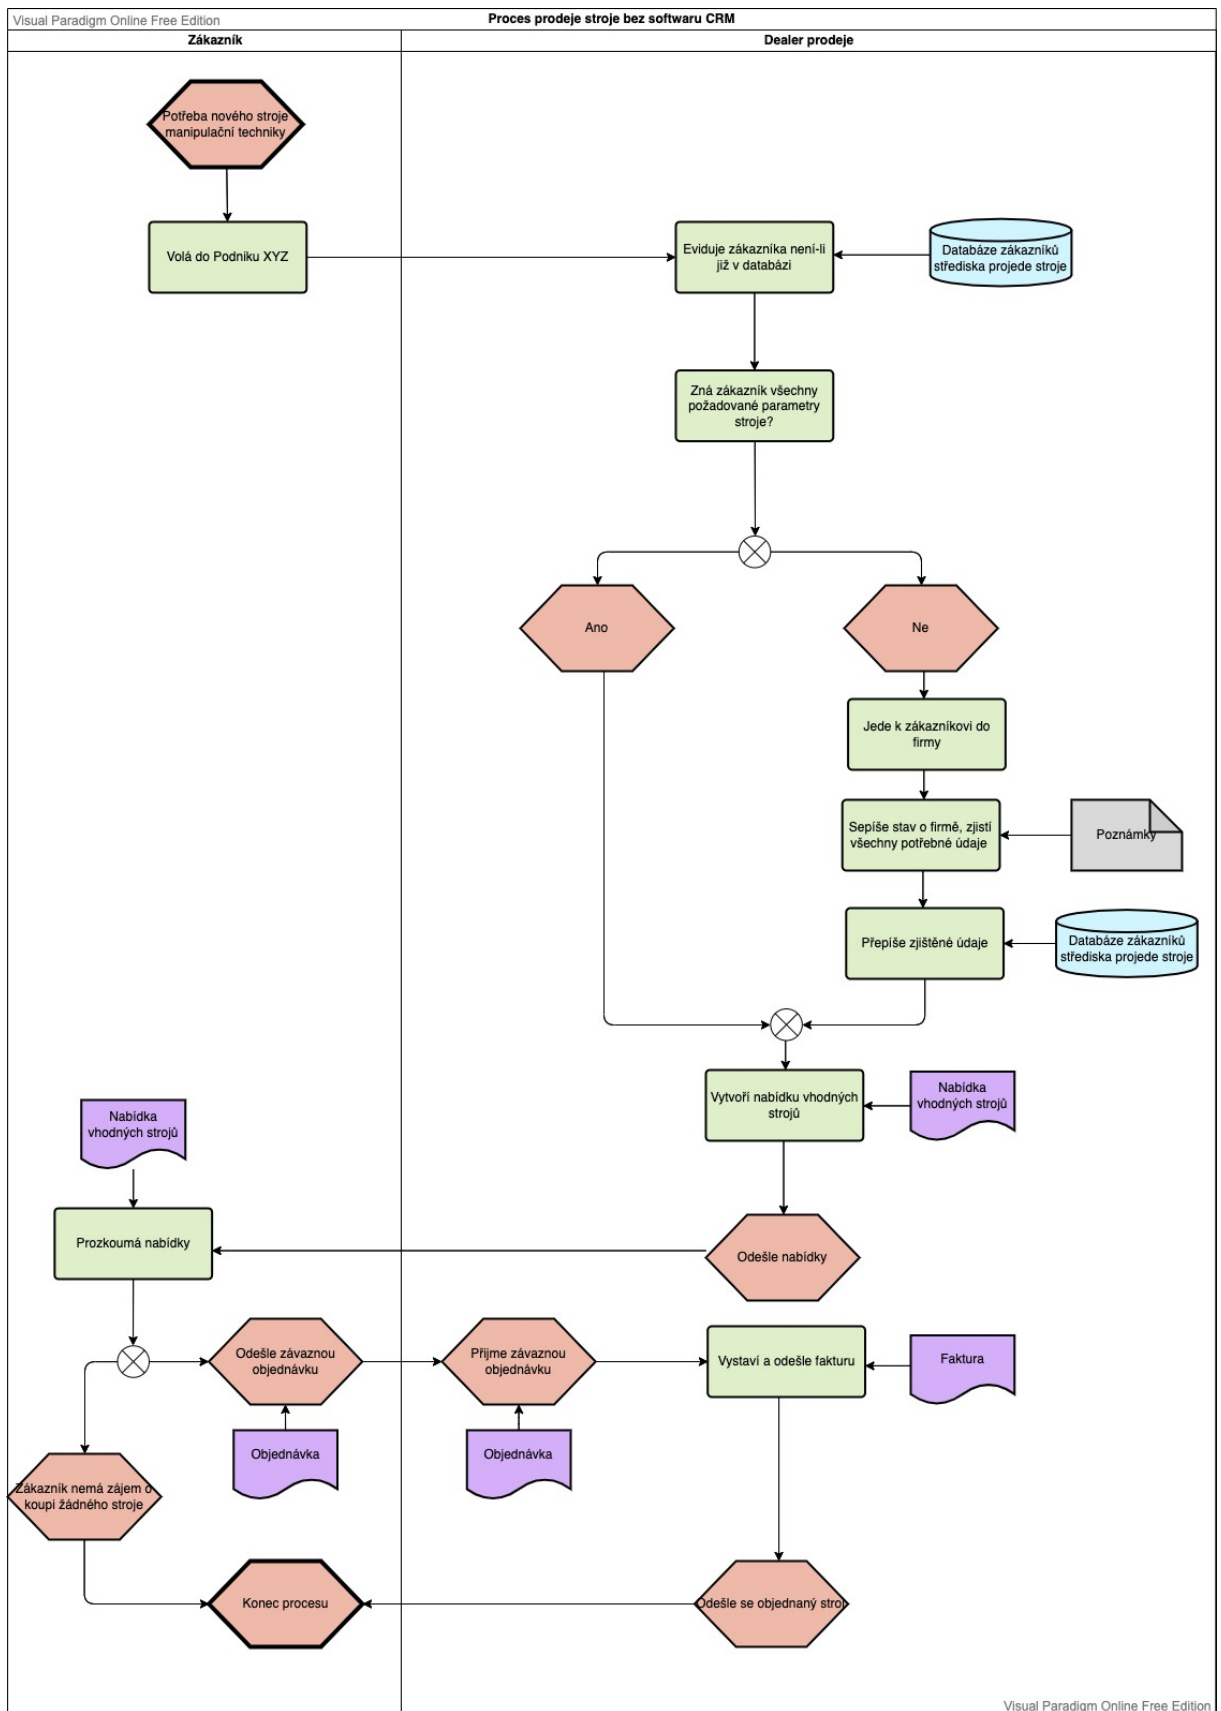 Visual Paradigm Online Free Edition
Proces prodeje stroje bez softwaru CRM
Zákazník
Dealer prodeje
Potřeba nového stroje
manipulační techniky
Volá do Podniku XYZ
Eviduje zákazníka není-li
již v databázi
Databáze zákazníků
střediska projede stroje
Zná zákazník všechny
požadované parametry
stroje?
Ano
Ne
Jede k zákazníkovi do
firmy
Sepíše stav o firmě, zjistí
všechny potřebné údaje
Poznámky
Přepíše zjištěné údaje
Databáze zákazníků
střediska projede stroje
Vytvoří nabídku vhodných
strojů
Nabídka
vhodných strojů
Nabídka
vhodných strojů
Prozkoumá nabídky
Odešle nabídky
Odešle závaznou
objednávku
Přijme závaznou
objednávku
Vystaví a odešle fakturu
Faktura
Objednávka
Objednávka
Zákazník nemá zájem o
koupi žádného stroje
Konec procesu
Odešle se objednaný stroj
Visual Paradigm Online Free Edition